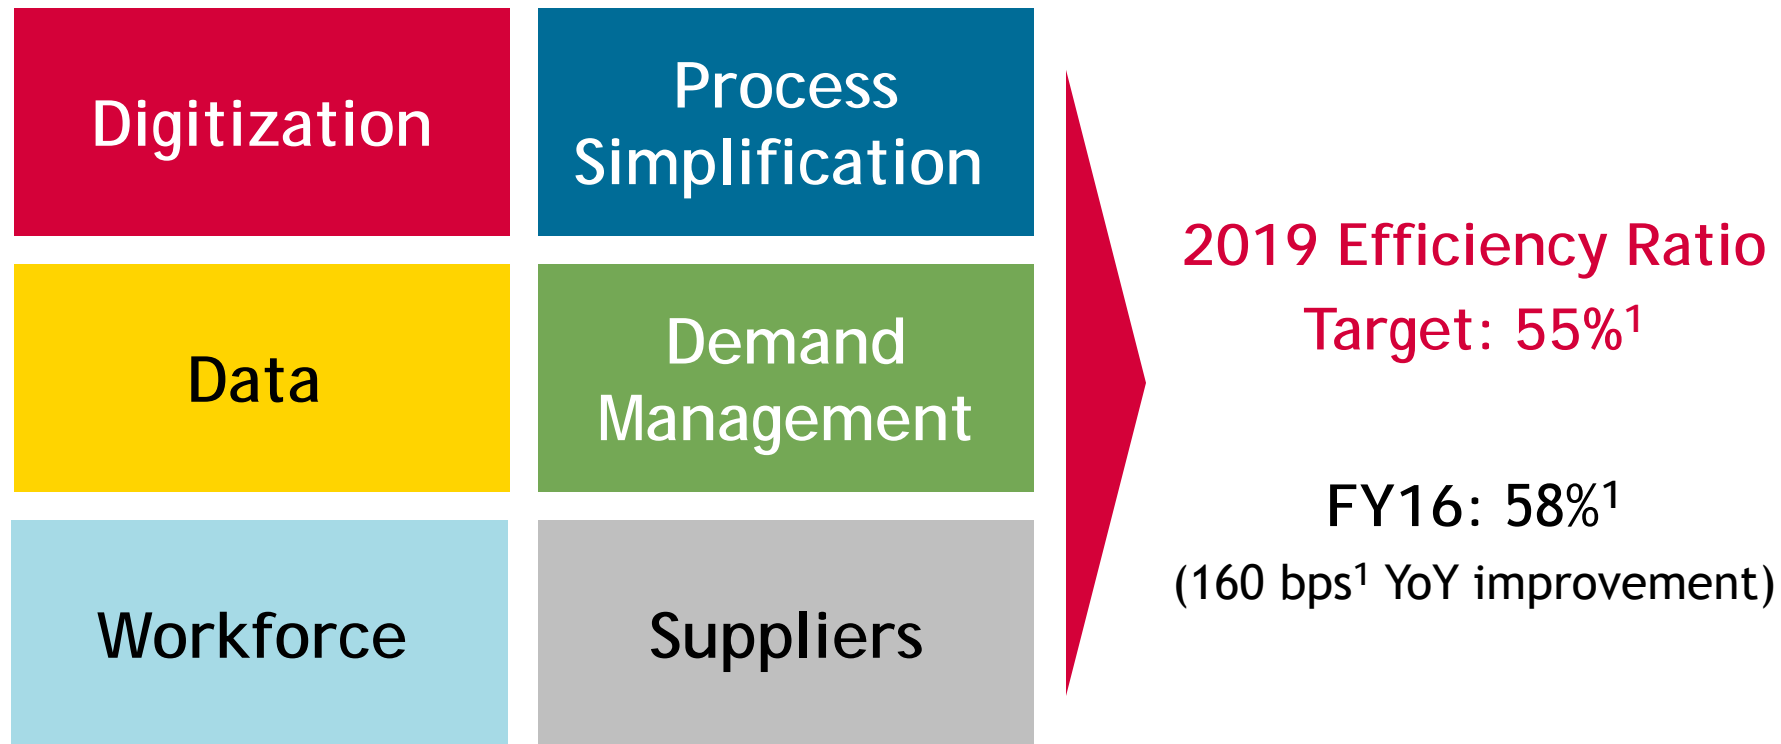 Digitization
Process
Simplification
Data
Demand
Management
Workforce
Suppliers
2019 Efficiency Ratio
Target: 55%¹
FY16: 58%¹
(160 bps¹ YoY improvement)